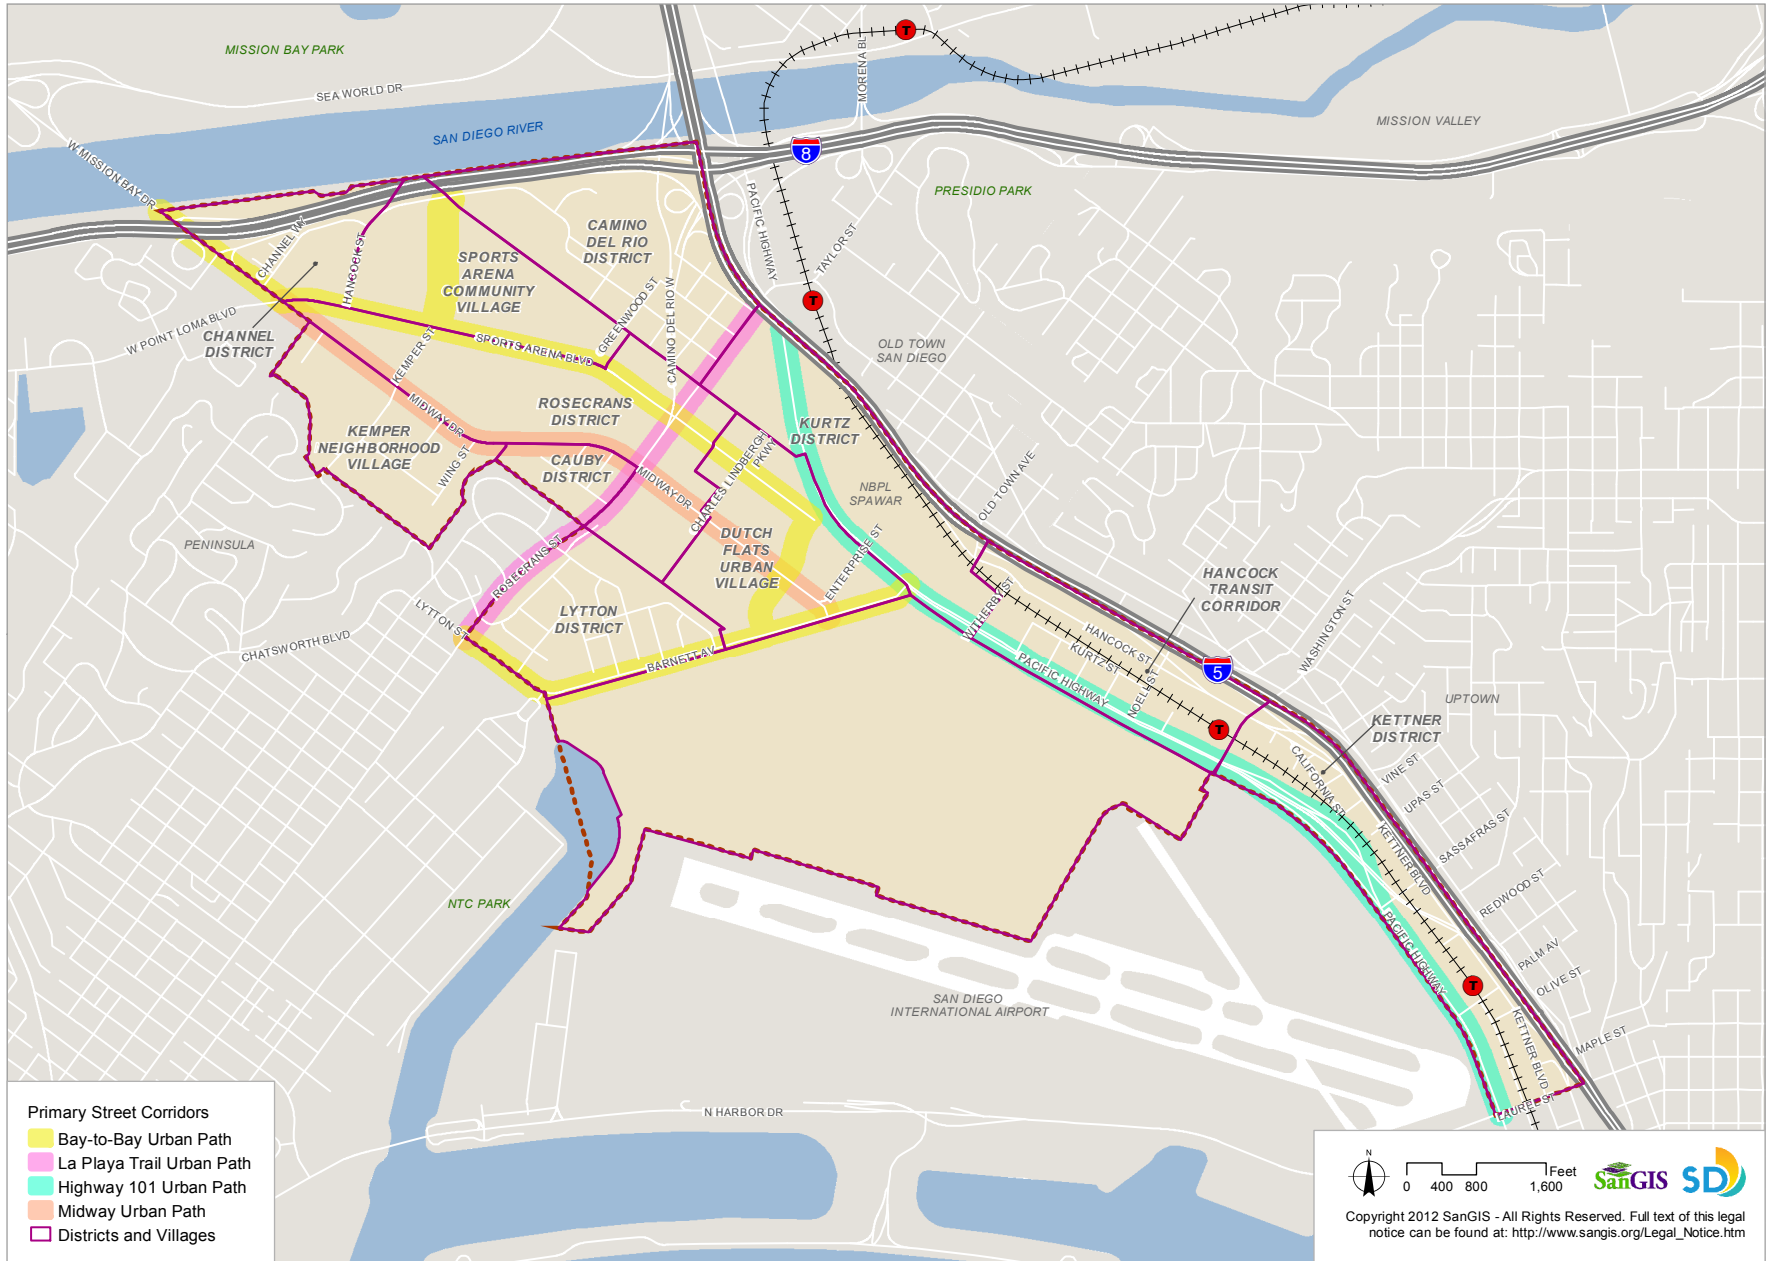 MISSION BAY PARK
SEA WORLD DR
SAN DIEGO RIVER
MORENA BL
T
8
MISSION VALLEY
W MISSION BAY DR
PRESIDIO PARK
PACIFIC HIGHWAY
TAYLOR ST
T
CHANNEL WY
HANCOCK ST
CAMINO
DEL RIO
DISTRICT
SPORTS
ARENA
COMMUNITY
VILLAGE
GREENWOOD ST
CAMINO DEL RIO W
W POINT LOMA BLVD
CHANNEL
DISTRICT
KEMPER ST
SPORTS ARENA BLVD
OLD TOWN
SAN DIEGO
MIDWAY DR
ROSECRANS
DISTRICT
KURTZ
DISTRICT
KEMPER
NEIGHBORHOOD
VILLAGE
WING ST
CAUBY
DISTRICT
MIDWAY DR
CHARLES LINDBERGH
PKWY
NBPL
SPAWAR
OLD TOWN AVE
PENINSULA
ROSECRANS ST
DUTCH
FLATS
URBAN
VILLAGE
ENTERPRISE ST
LYTTON ST
LYTTON
DISTRICT
CHATSWORTH BLVD
BARNETT AV
WITHERBY ST
HANCOCK
TRANSIT
CORRIDOR
HANCOCK ST
KURTZ ST
PACIFIC HIGHWAY
NOELL ST
5
WASHINGTON ST
UPTOWN
T
KETTNER
DISTRICT
CALIFORNIA ST
VINE ST
UPAS ST
SASSAFRAS ST
KETTNER BLVD
REDWOOD ST
PACIFIC HIGHWAY
PALM AV
OLIVE ST
T
KETTNER BLVD
MAPLE ST
LAUREL ST
NTC PARK
SAN DIEGO
INTERNATIONAL AIRPORT
N HARBOR DR
Primary Street Corridors
Bay-to-Bay Urban Path
La Playa Trail Urban Path
Highway 101 Urban Path
Midway Urban Path
Districts and Villages
N
Feet
0 400 800 1,600
SanGIS
SD
Copyright 2012 SanGIS - All Rights Reserved. Full text of this legal
notice can be found at: http://www.sangis.org/Legal_Notice.htm